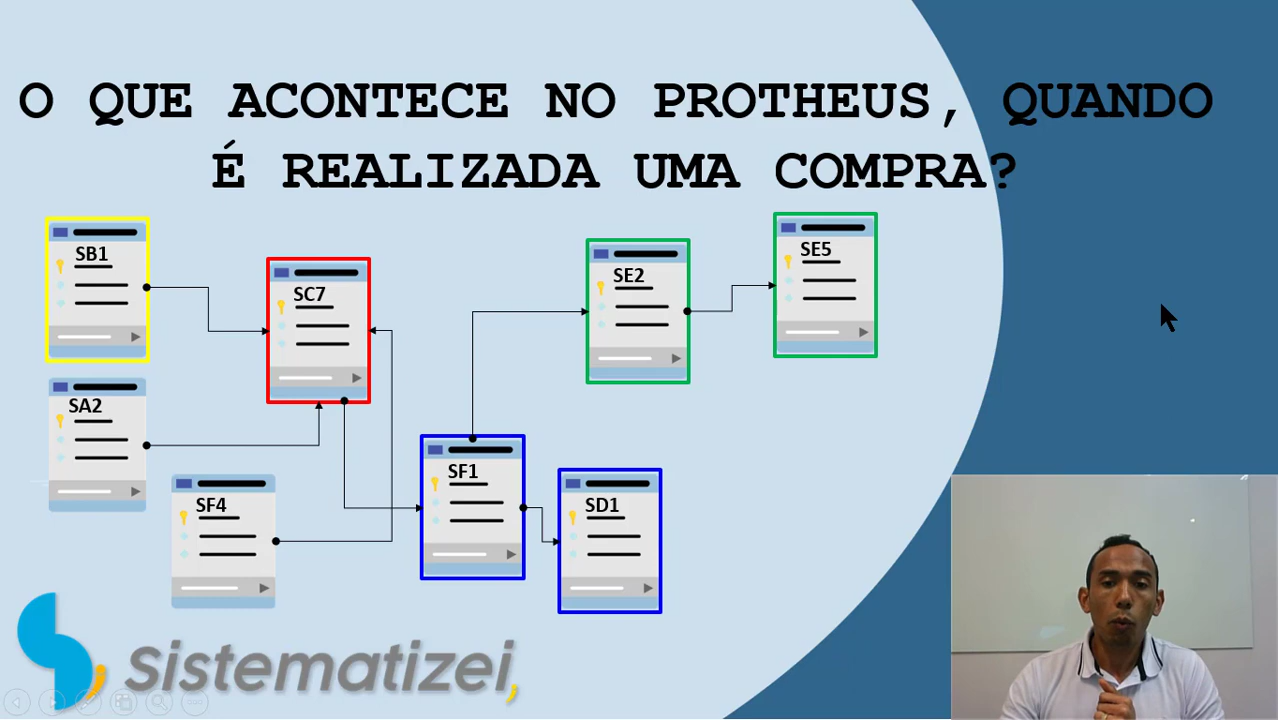 O QUE ACONTECE NO PROTHEUS, QUANDO
É REALIZADA UMA COMPRA?
SB1
SC7
SE2
SE5
SA2
SF4
SF1
SD1
Sistematizei,